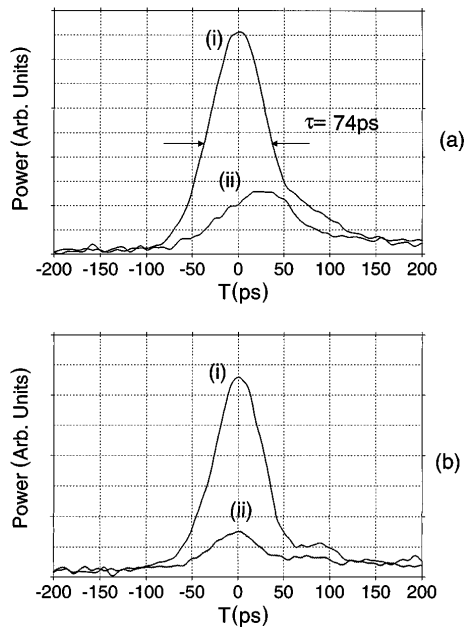 (i)
τ= 74ps
(a)
(ii)
Power (Arb. Units)
-200 -150 -100 -50 0 50 100 150 200
T(ps)
(i)
(b)
(ii)
Power (Arb. Units)
-200 -150 -100 -50 0 50 100 150 200
T(ps)